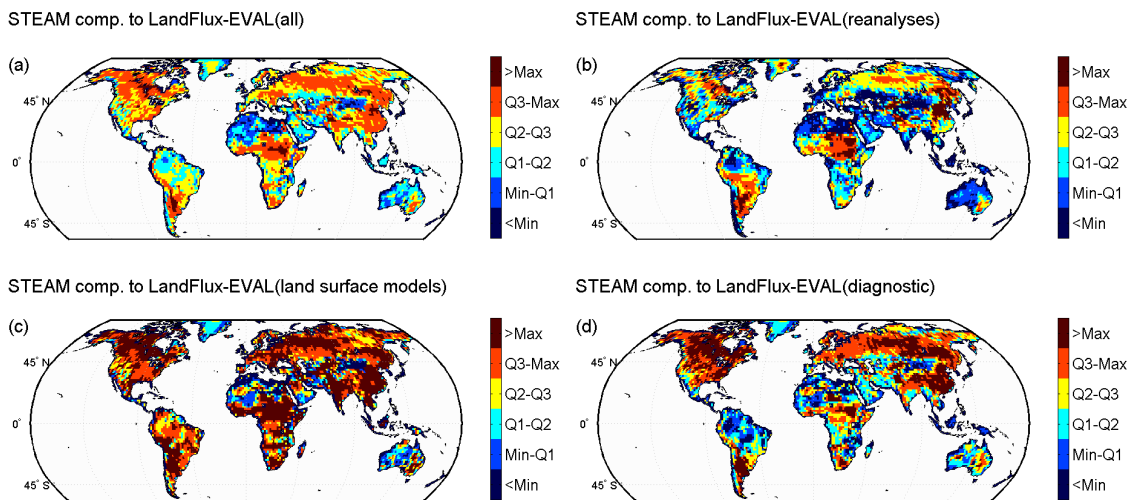 STEAM comp. to LandFlux-EVAL(all)
STEAM comp. to LandFlux-EVAL(reanalyses)
(a)
45° N
0°
45° S
>Max
Q3-Max
Q2-Q3
Q1-Q2
Min-Q1
<Min
(b)
45° N
0°
45° S
>Max
Q3-Max
Q2-Q3
Q1-Q2
Min-Q1
<Min
STEAM comp. to LandFlux-EVAL(land surface models)
STEAM comp. to LandFlux-EVAL(diagnostic)
(c)
45° N
0°
45° S
>Max
Q3-Max
Q2-Q3
Q1-Q2
Min-Q1
<Min
(d)
45° N
0°
45° S
>Max
Q3-Max
Q2-Q3
Q1-Q2
Min-Q1
<Min